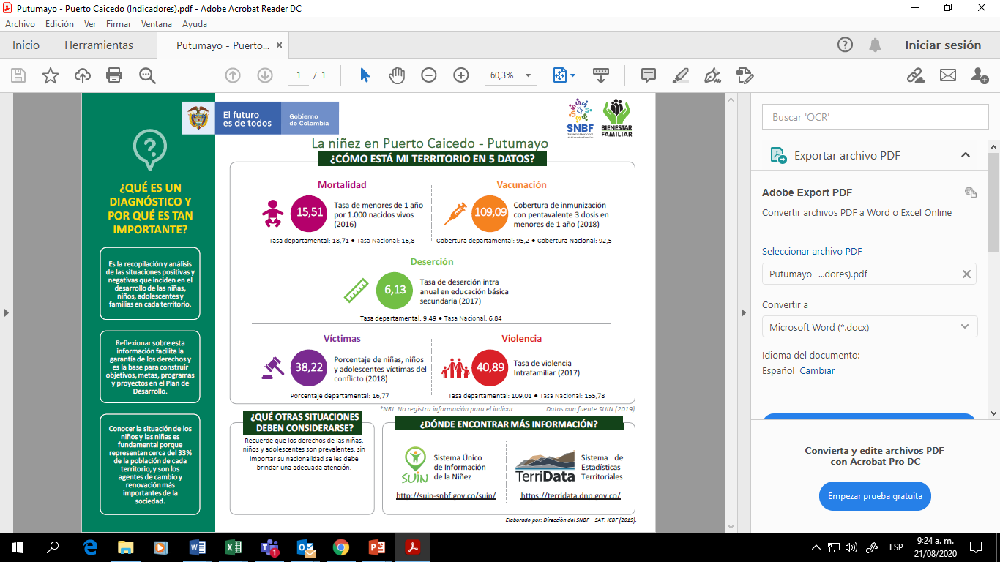 Putumayo - Puerto Caicedo (Indicadores).pdf - Adobe Acrobat Reader DC
Archivo Edición Ver Firmar Ventana Ayuda
Inicio Herramientas Putumayo - Puerto... Iniciar sesión
1 / 1 60,3%
El futuro
es de todos
Gobierno
de Colombia
SNBF
BIENESTAR
FAMILIAR
La niñez en Puerto Caicedo - Putumayo
¿CÓMO ESTÁ MI TERRITORIO EN 5 DATOS?
¿QUÉ ES UN
DIAGNÓSTICO Y
POR QUÉ ES TAN
IMPORTANTE?
Es la recopilación y análisis
de las situaciones positivas y
negativas que inciden en el
desarrollo de las niñas,
niños, adolescentes y
familias en cada territorio.
Reflexionar sobre esta
información facilita la
garantía de los derechos y
es la base para construir
objetivos, metas, programas
y proyectos en el Plan de
Desarrollo.
Conocer la situación de los
niños y las niñas es
fundamental porque
representan cerca del 33%
de la población de cada
territorio, y son los
agentes de cambio y
renovación más
importantes de la
sociedad.
Mortalidad
15,51
Tasa de menores de 1 año
por 1.000 nacidos vivos
(2016)
Tasa departamental: 18,71 ● Tasa Nacional: 16,8
Vacunación
109,09
Cobertura de inmunización
con pentavalente 3 dosis en
menores de 1 año (2018)
Cobertura departamental: 95,2 ● Cobertura Nacional: 92,5
Deserción
6,13
Tasa de deserción intra
anual en educación básica
secundaria (2017)
Tasa departamental: 9,49 ● Tasa Nacional: 6,84
Víctimas
38,22
Porcentaje de niñas, niños
y adolescentes víctimas del
conflicto (2018)
Porcentaje departamental: 16,77
Violencia
40,89
Tasa de violencia
Intrafamiliar (2017)
Tasa departamental: 109,01 ● Tasa Nacional: 155,78
*NRI: No registra información para el indicar Datos con fuente SUIN (2019).
¿QUÉ OTRAS SITUACIONES
DEBEN CONSIDERARSE?
Recuerde que los derechos de las niñas,
niños y adolescentes son prevalentes, sin
importar su nacionalidad se les debe
brindar una adecuada atención.
¿DÓNDE ENCONTRAR MÁS INFORMACIÓN?
SUIN
Sistema Único
de Información
de la Niñez
http://suin-snbf.gov.co/suin/
TerriData
Sistema de
Estadísticas
Territoriales
https://terridata.dnp.gov.co/
Elaborado por: Dirección del SNBF – SAT, ICBF (2019).
Buscar 'OCR'
Exportar archivo PDF
Adobe Export PDF
Convertir archivos PDF a Word o Excel Online
Seleccionar archivo PDF
Putumayo -...dores).pdf
Convertir a
Microsoft Word (*.docx)
Idioma del documento:
Español Cambiar
Convierta y edite archivos PDF
con Acrobat Pro DC
Empezar prueba gratuita
1
ESP
9:24 a. m.
21/08/2020